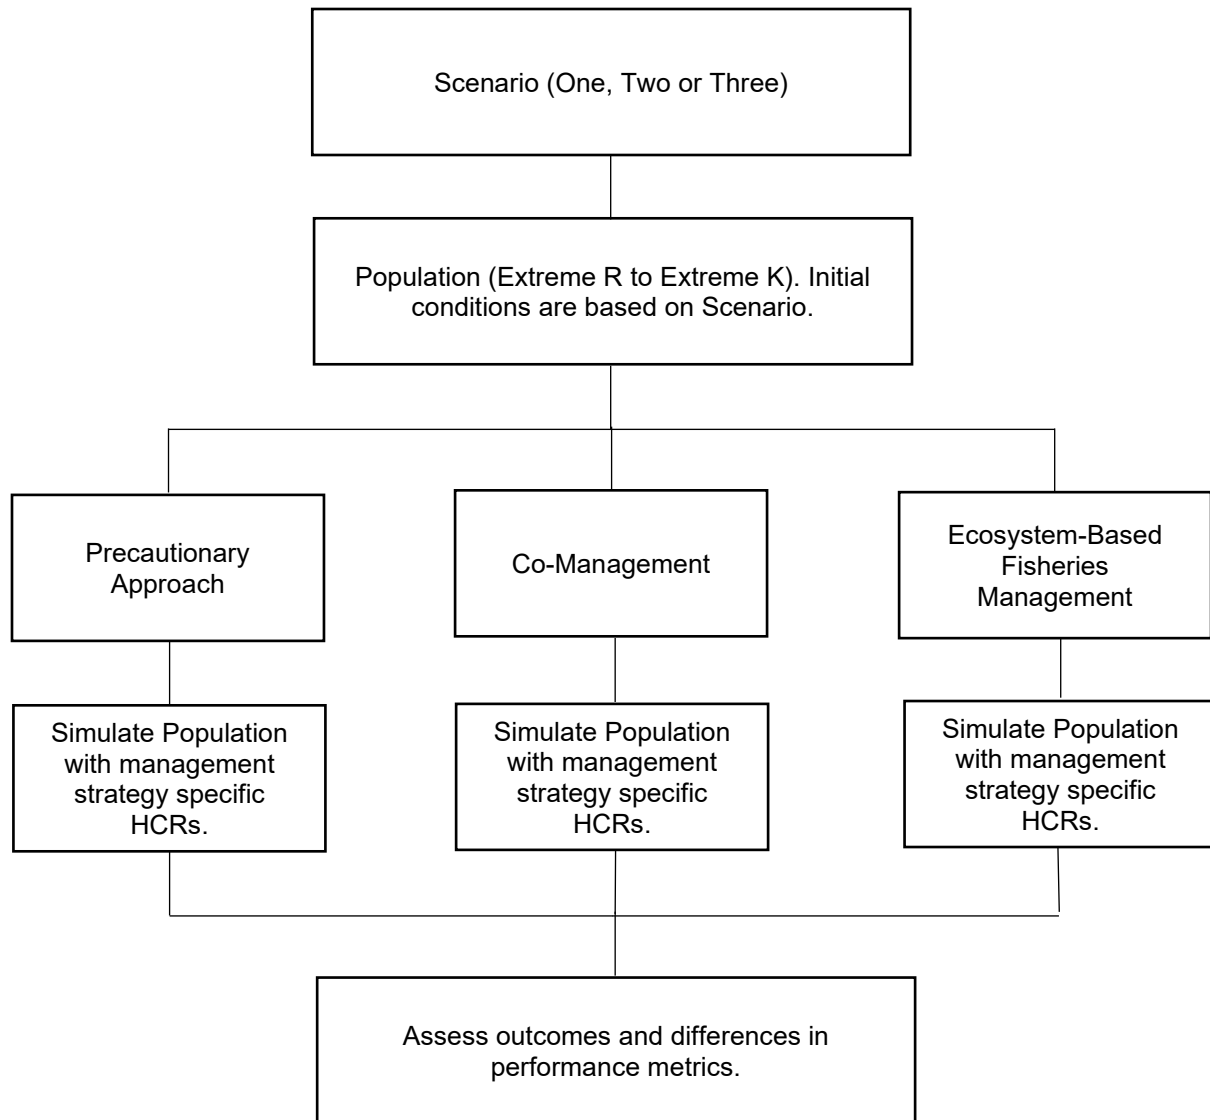 Scenario (One, Two or Three)
Population (Extreme R to Extreme K). Initial
conditions are based on Scenario.
Precautionary
Approach
Co-Management
Ecosystem-Based
Fisheries
Management
Simulate Population
with management
strategy specific
HCRs.
Simulate Population
with management
strategy specific
HCRs.
Simulate Population
with management
strategy specific
HCRs.
Assess outcomes and differences in
performance metrics.